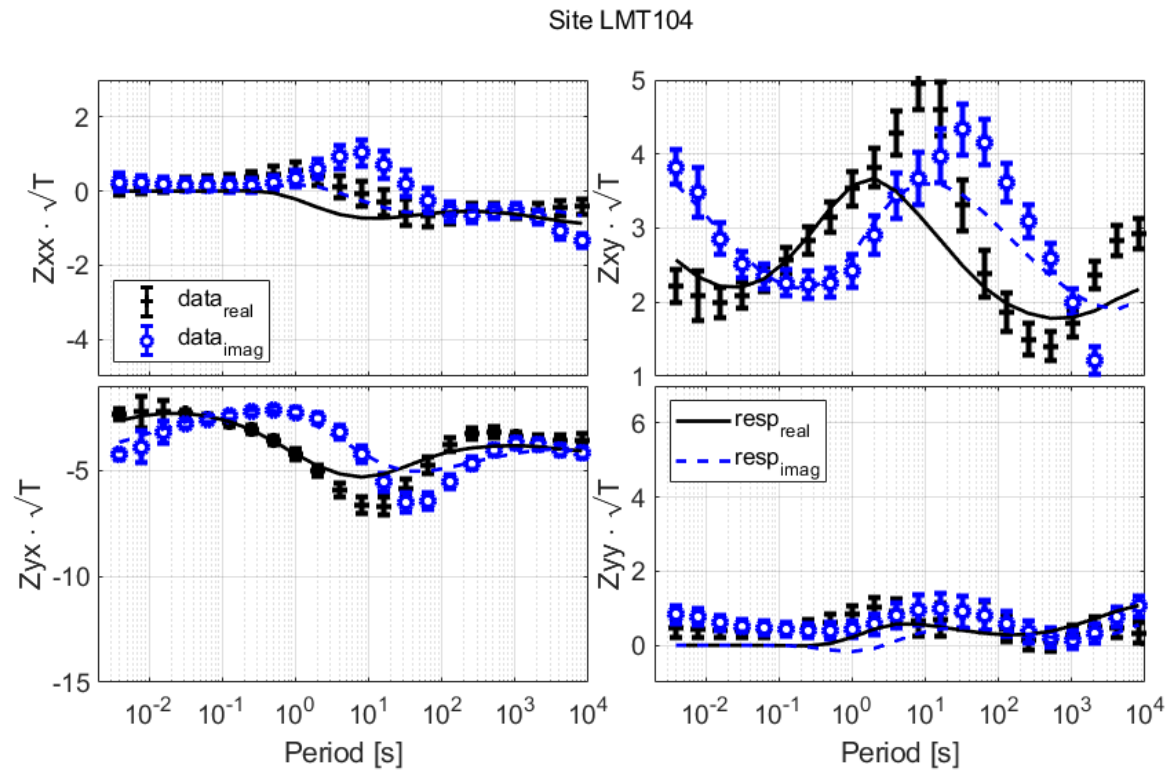 Site LMT104
Zxx · √T
2
0
-2
-4
data_real
data_imag
Zxy · √T
5
4
3
2
1
Zyx · √T
-5
-10
-15
10^-2 10^-1 10^0 10^1 10^2 10^3 10^4
Period [s]
Zyy · √T
6
4
2
0
resp_real
resp_imag
10^-2 10^-1 10^0 10^1 10^2 10^3 10^4
Period [s]